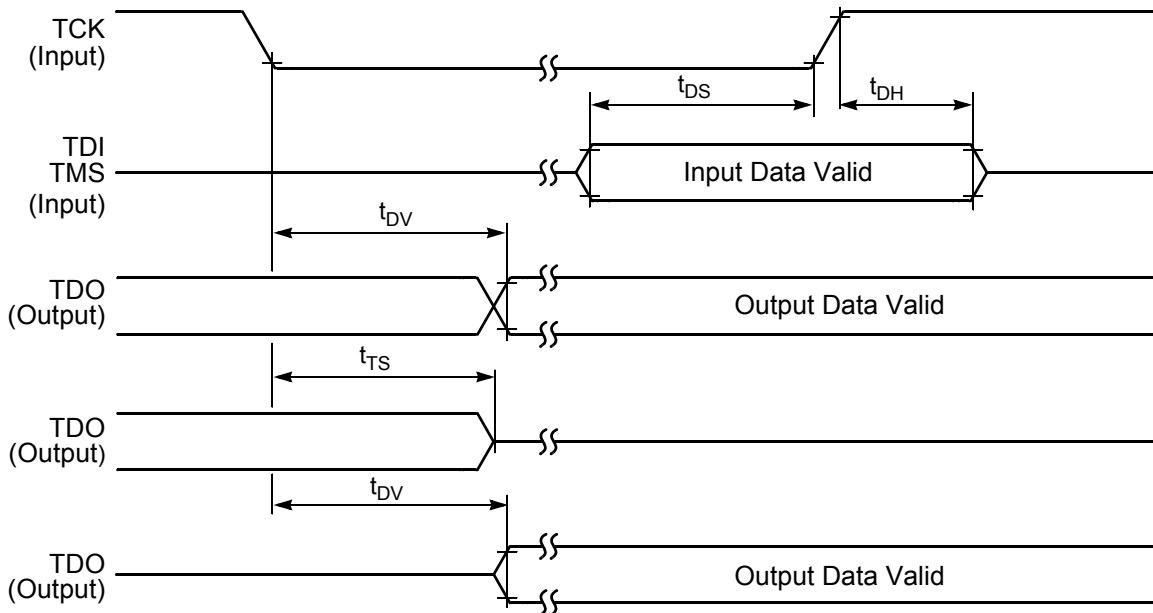 TCK
(Input)
tDS
tDH
TDI
TMS
(Input)
Input Data Valid
tDV
TDO
(Output)
Output Data Valid
tTS
TDO
(Output)
tDV
TDO
(Output)
Output Data Valid